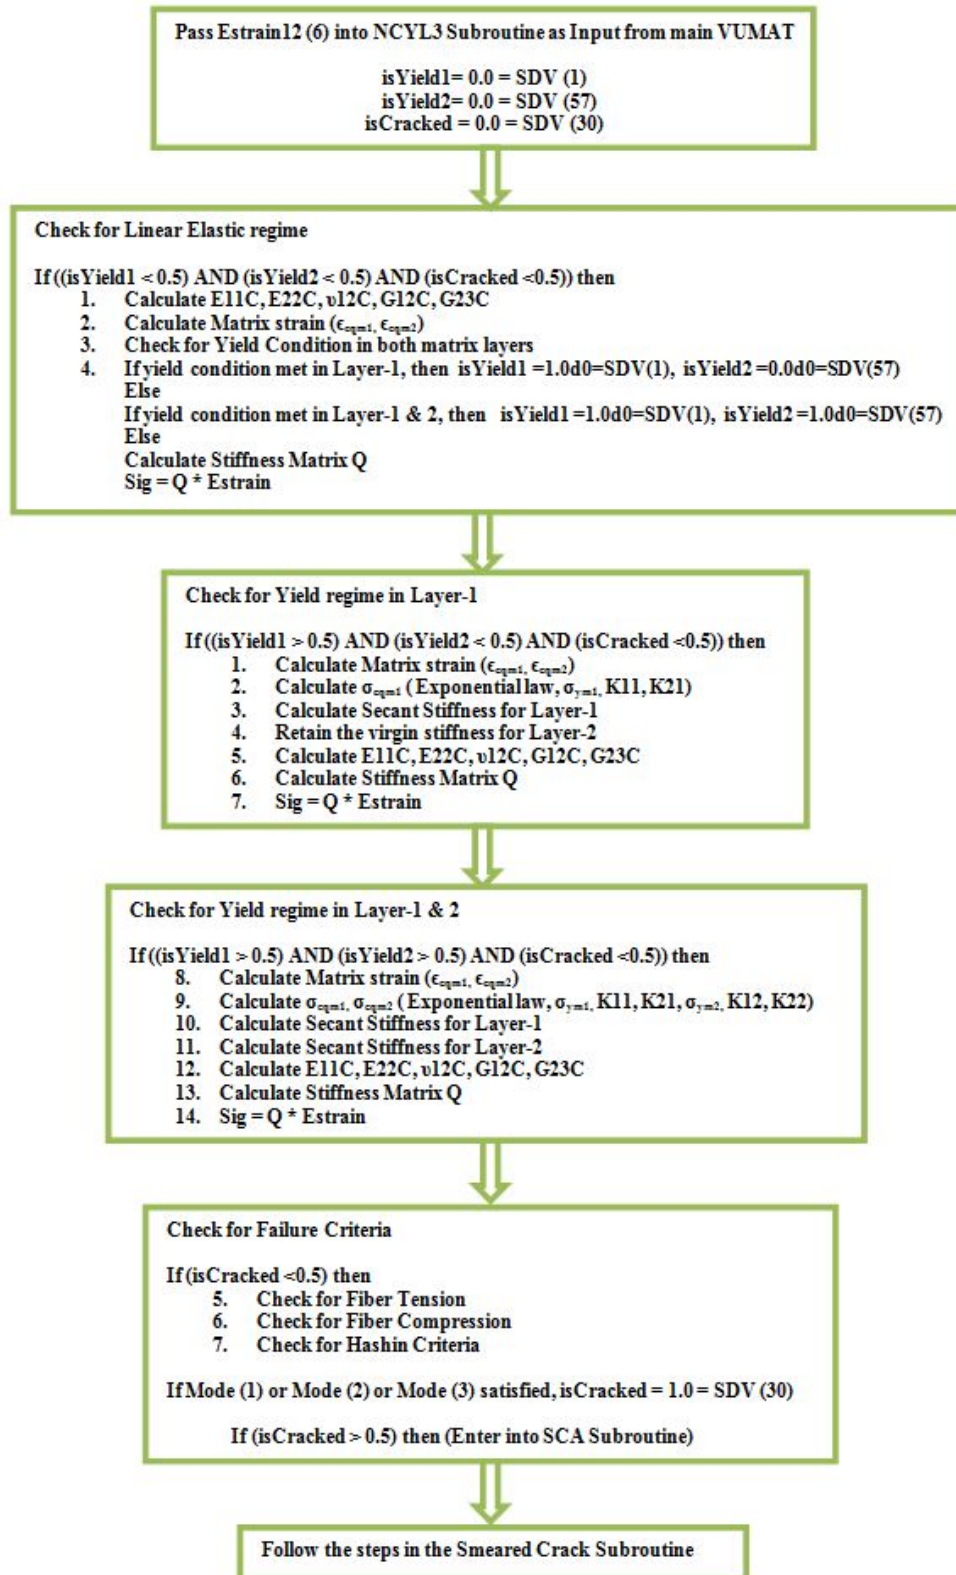 Pass Estrain12 (6) into NCYL3 Subroutine as Input from main VUMAT
isYield1= 0.0 = SDV (1)
isYield2= 0.0 = SDV (57)
isCracked = 0.0 = SDV (30)
Check for Linear Elastic regime
If ((isYield1 < 0.5) AND (isYield2 < 0.5) AND (isCracked <0.5)) then
1. Calculate E11C, E22C, υ12C, G12C, G23C
2. Calculate Matrix strain (ϵeqm1, ϵeqm2)
3. Check for Yield Condition in both matrix layers
4. If yield condition met in Layer-1, then isYield1 =1.0d0=SDV(1), isYield2 =0.0d0=SDV(57)
Else
If yield condition met in Layer-1 & 2, then isYield1 =1.0d0=SDV(1), isYield2 =1.0d0=SDV(57)
Else
Calculate Stiffness Matrix Q
Sig = Q * Estrain
Check for Yield regime in Layer-1
If ((isYield1 > 0.5) AND (isYield2 < 0.5) AND (isCracked <0.5)) then
1. Calculate Matrix strain (ϵeqm1, ϵeqm2)
2. Calculate σeqm1 ( Exponential law, σym1, K11, K21)
3. Calculate Secant Stiffness for Layer-1
4. Retain the virgin stiffness for Layer-2
5. Calculate E11C, E22C, υ12C, G12C, G23C
6. Calculate Stiffness Matrix Q
7. Sig = Q * Estrain
Check for Yield regime in Layer-1 & 2
If ((isYield1 > 0.5) AND (isYield2 > 0.5) AND (isCracked <0.5)) then
8. Calculate Matrix strain (ϵeqm1, ϵeqm2)
9. Calculate σeqm1, σeqm2 ( Exponential law, σym1, K11, K21, σym2, K12, K22)
10. Calculate Secant Stiffness for Layer-1
11. Calculate Secant Stiffness for Layer-2
12. Calculate E11C, E22C, υ12C, G12C, G23C
13. Calculate Stiffness Matrix Q
14. Sig = Q * Estrain
Check for Failure Criteria
If (isCracked <0.5) then
5. Check for Fiber Tension
6. Check for Fiber Compression
7. Check for Hashin Criteria
If Mode (1) or Mode (2) or Mode (3) satisfied, isCracked = 1.0 = SDV (30)
If (isCracked > 0.5) then (Enter into SCA Subroutine)
Follow the steps in the Smeared Crack Subroutine